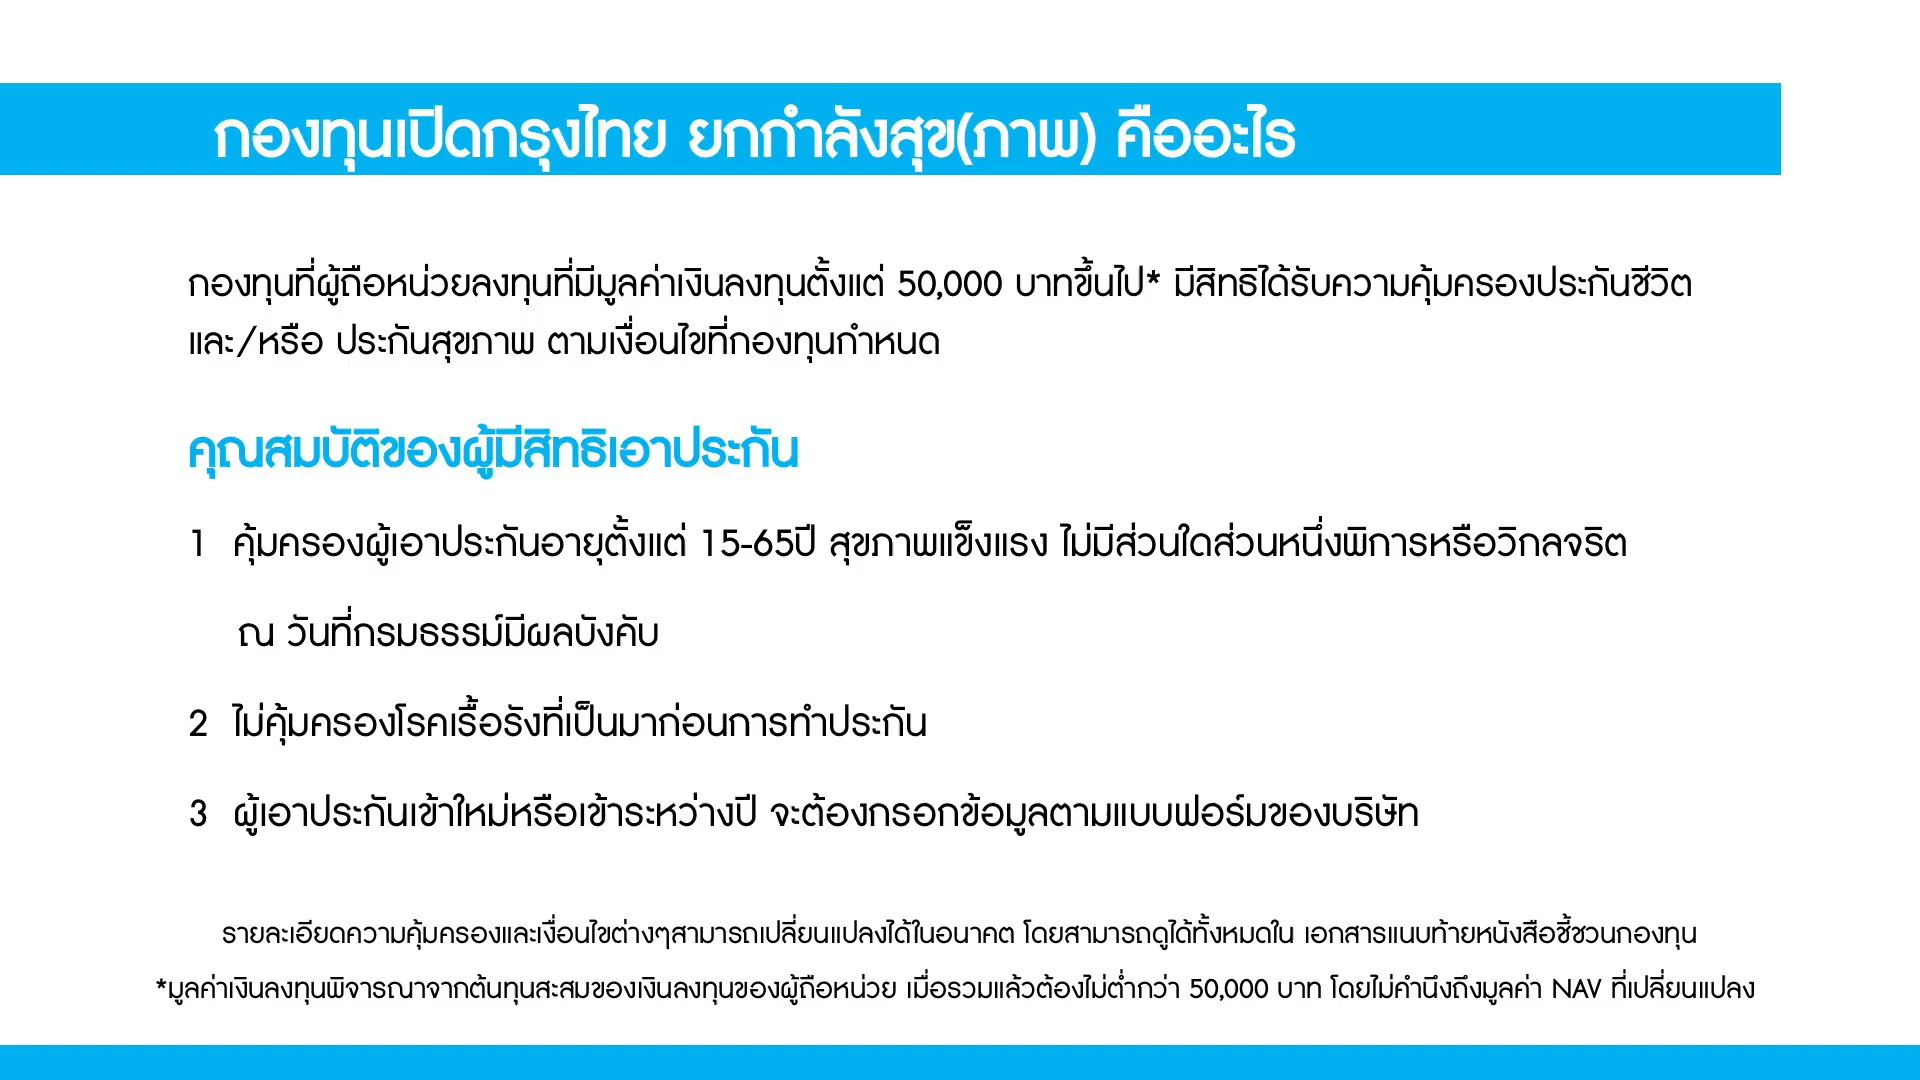 กองทุนเปิดกรุงไทย ยกกำลังสุข(ภาพ) คืออะไร
กองทุนที่ผู้ถือหน่วยลงทุนที่มีมูลค่าเงินลงทุนตั้งแต่ 50,000 บาทขึ้นไป* มีสิทธิได้รับความคุ้มครองประกันชีวิต
และ/หรือ ประกันสุขภาพ ตามเงื่อนไขที่กองทุนกำหนด
คุณสมบัติของผู้มีสิทธิเอาประกัน
1 คุ้มครองผู้เอาประกันอายุตั้งแต่ 15-65ปี สุขภาพแข็งแรง ไม่มีส่วนใดส่วนหนึ่งพิการหรือวิกลจริต
ณ วันที่กรมธรรม์มีผลบังคับ
2 ไม่คุ้มครองโรคเรื้อรังที่เป็นมาก่อนการทำประกัน
3 ผู้เอาประกันเข้าใหม่หรือเข้าระหว่างปี จะต้องกรอกข้อมูลตามแบบฟอร์มของบริษัท
รายละเอียดความคุ้มครองและเงื่อนไขต่างๆสามารถเปลี่ยนแปลงได้ในอนาคต โดยสามารถดูได้ทั้งหมดใน เอกสารแนบท้ายหนังสือชี้ชวนกองทุน
*มูลค่าเงินลงทุนพิจารณาจากต้นทุนสะสมของเงินลงทุนของผู้ถือหน่วย เมื่อรวมแล้วต้องไม่ต่ำกว่า 50,000 บาท โดยไม่คำนึงถึงมูลค่า NAV ที่เปลี่ยนแปลง